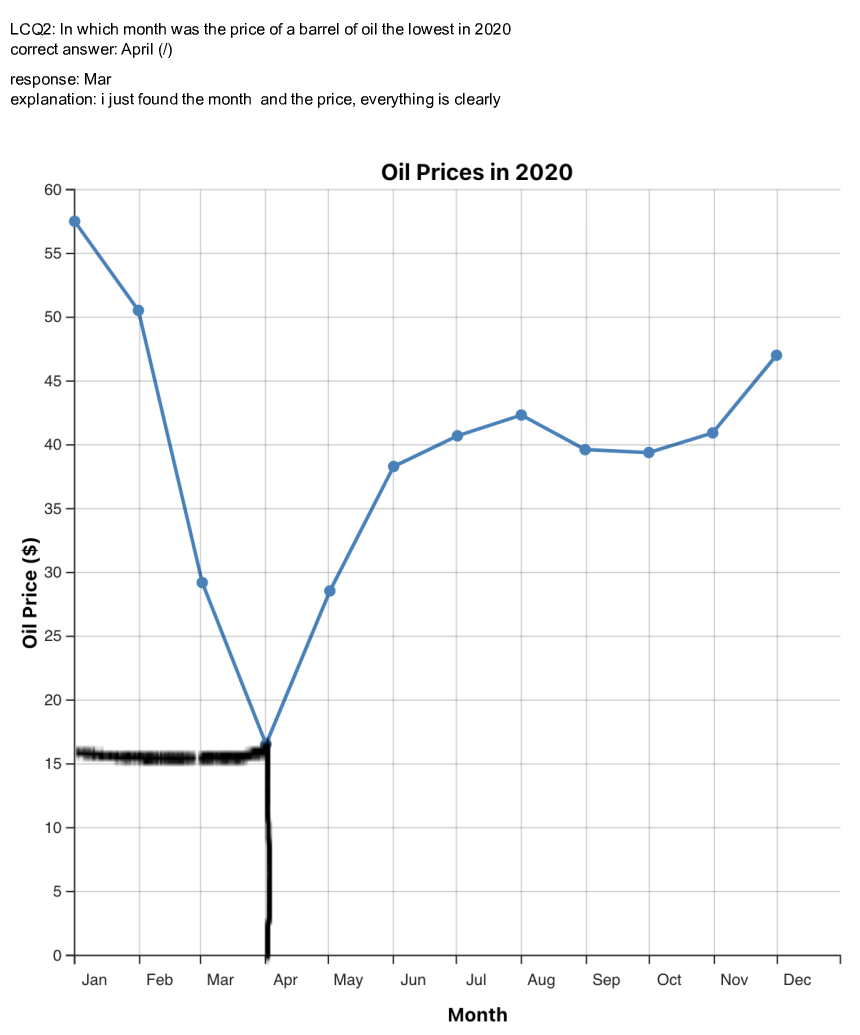 LCQ2: In which month was the price of a barrel of oil the lowest in 2020
correct answer: April (/)
response: Mar
explanation: i just found the month  and the price, everything is clearly
Oil Prices in 2020
60
55
50
45
40
35
30
25
20
15
10
5
0
Oil Price ($)
Jan Feb Mar Apr May Jun Jul Aug Sep Oct Nov Dec
Month